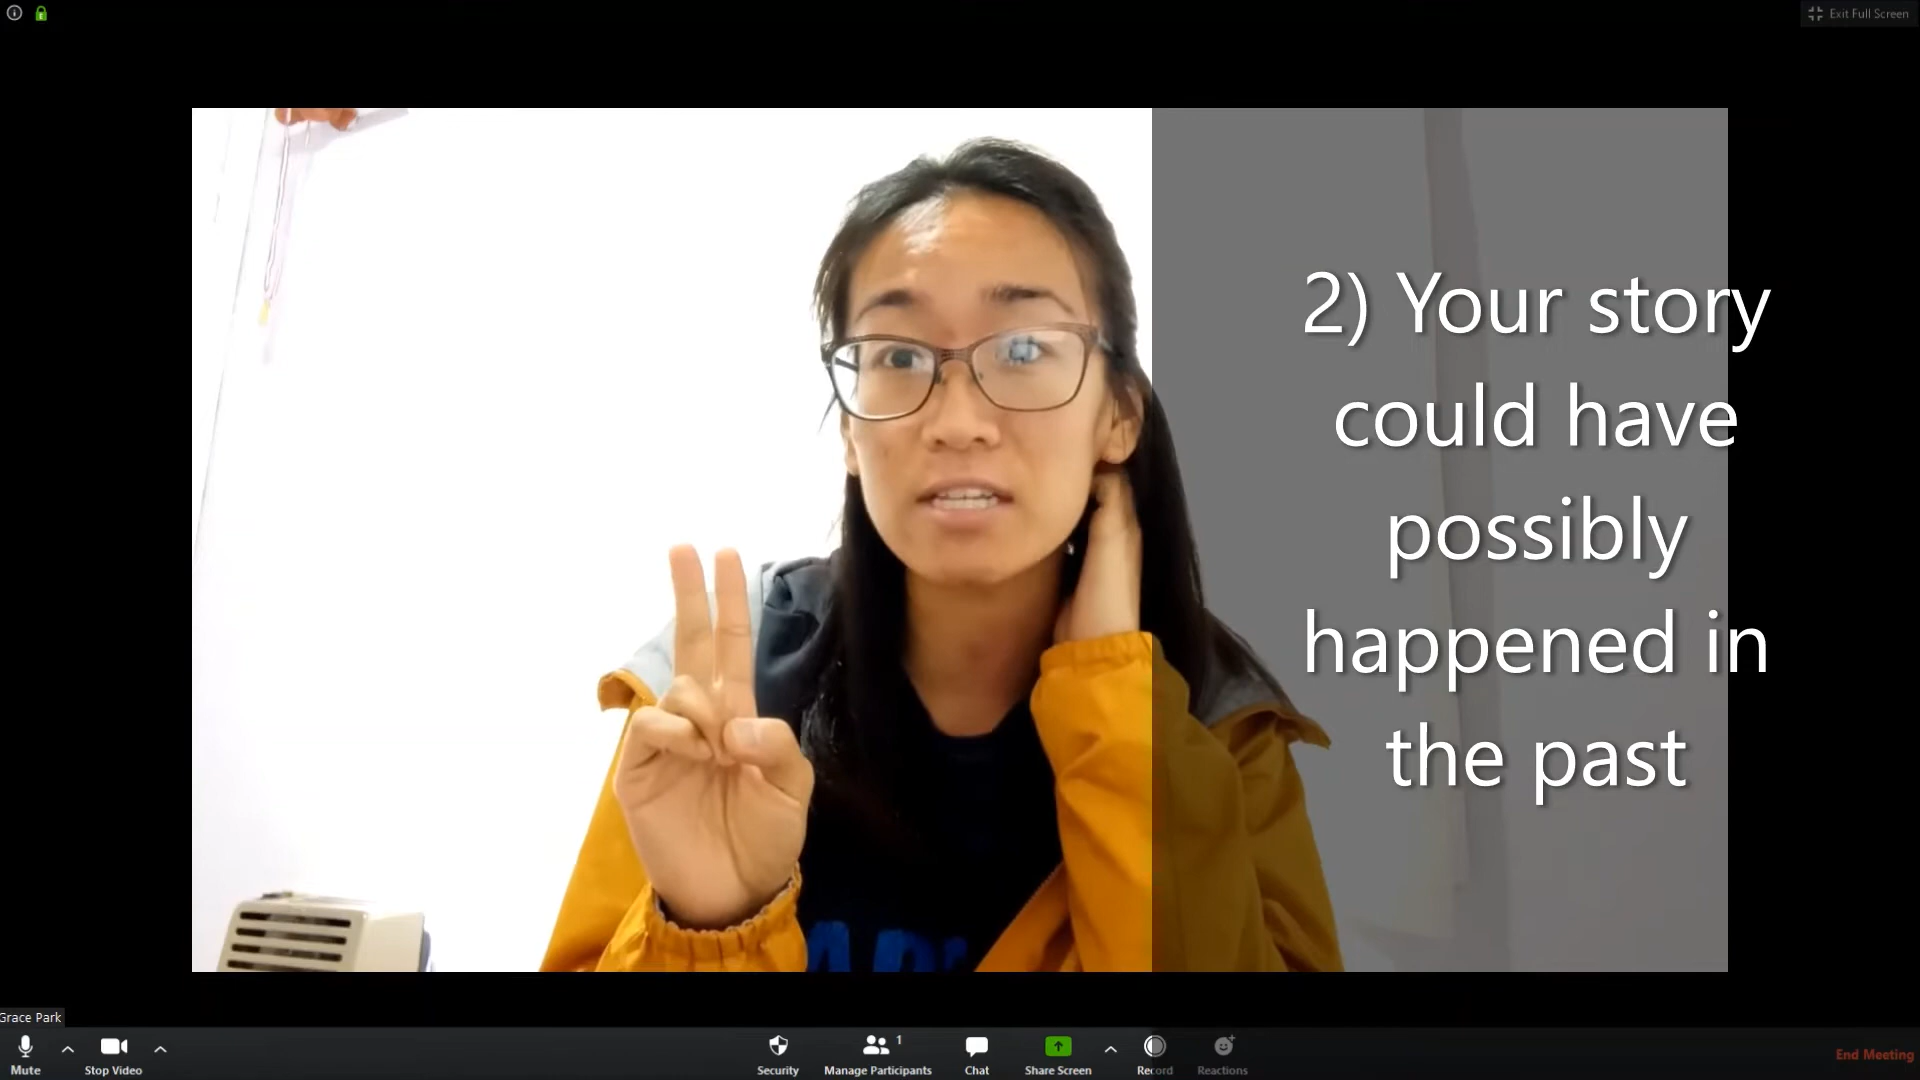 Exit Full Screen
2) Your story
could have
possibly
happened in
the past
Grace Park
Mute
Stop Video
Security
1
Manage Participants
Chat
Share Screen
Record
Reactions
End Meeting